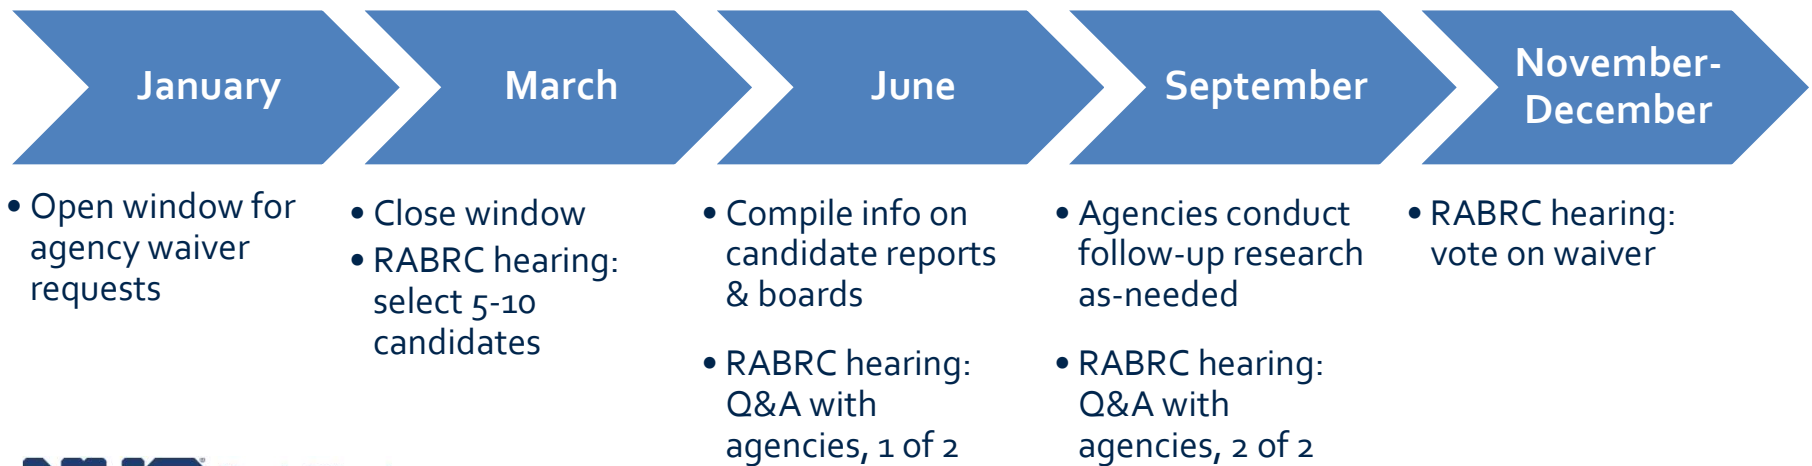 January
March
June
September
November-
December
• Open window for
agency waiver
requests
• Close window
• RABRC hearing:
select 5-10
candidates
• Compile info on
candidate reports
& boards
• RABRC hearing:
Q&A with
agencies, 1 of 2
• Agencies conduct
follow-up research
as-needed
• RABRC hearing:
Q&A with
agencies, 2 of 2
• RABRC hearing:
vote on waiver